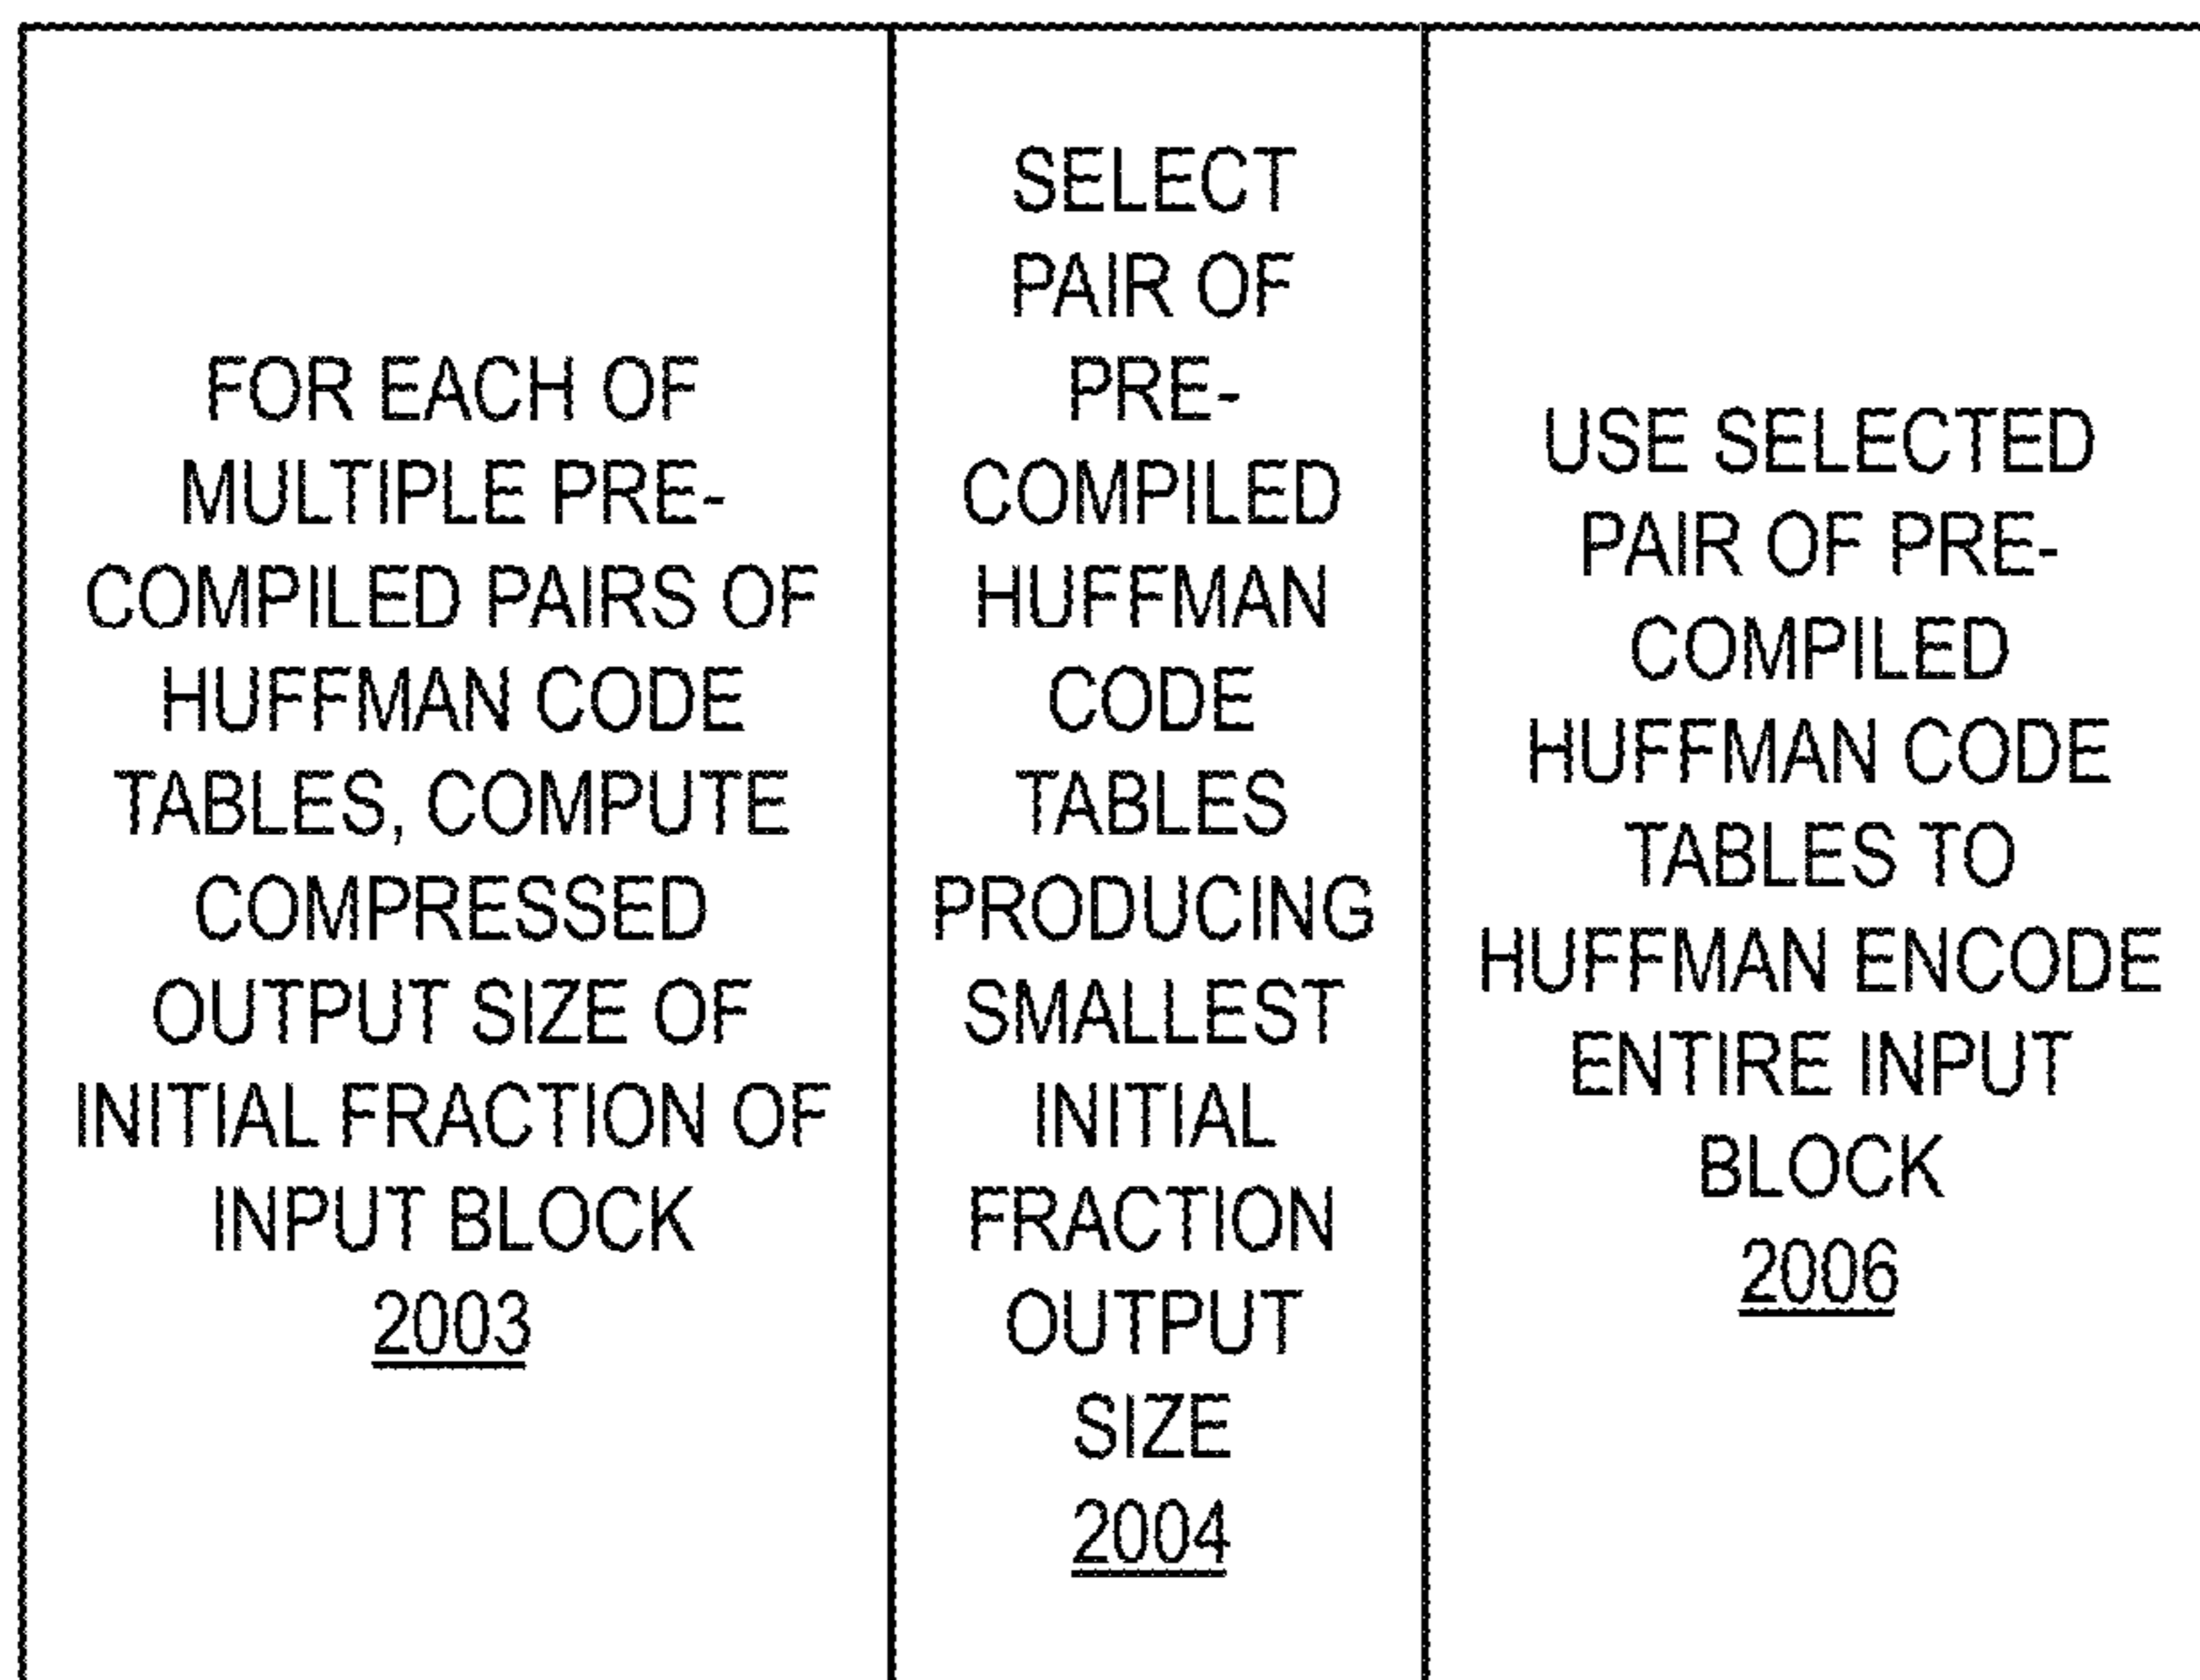 FOR EACH OF
MULTIPLE PRE-
COMPILED PAIRS OF
HUFFMAN CODE
TABLES, COMPUTE
COMPRESSED
OUTPUT SIZE OF
INITIAL FRACTION OF
INPUT BLOCK
2003
SELECT
PAIR OF
PRE-
COMPILED
HUFFMAN
CODE
TABLES
PRODUCING
SMALLEST
INITIAL
FRACTION
OUTPUT
SIZE
2004
USE SELECTED
PAIR OF PRE-
COMPILED
HUFFMAN CODE
TABLES TO
HUFFMAN ENCODE
ENTIRE INPUT
BLOCK
2006